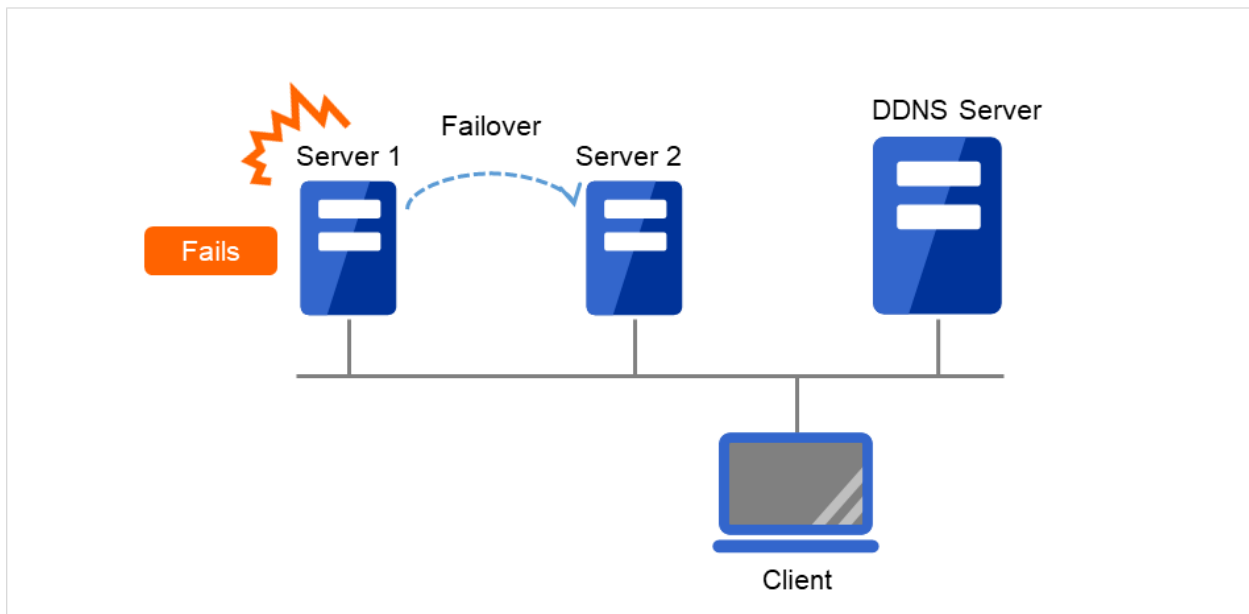 DDNS Server
Failover
Server 1
Server 2
Fails
Client